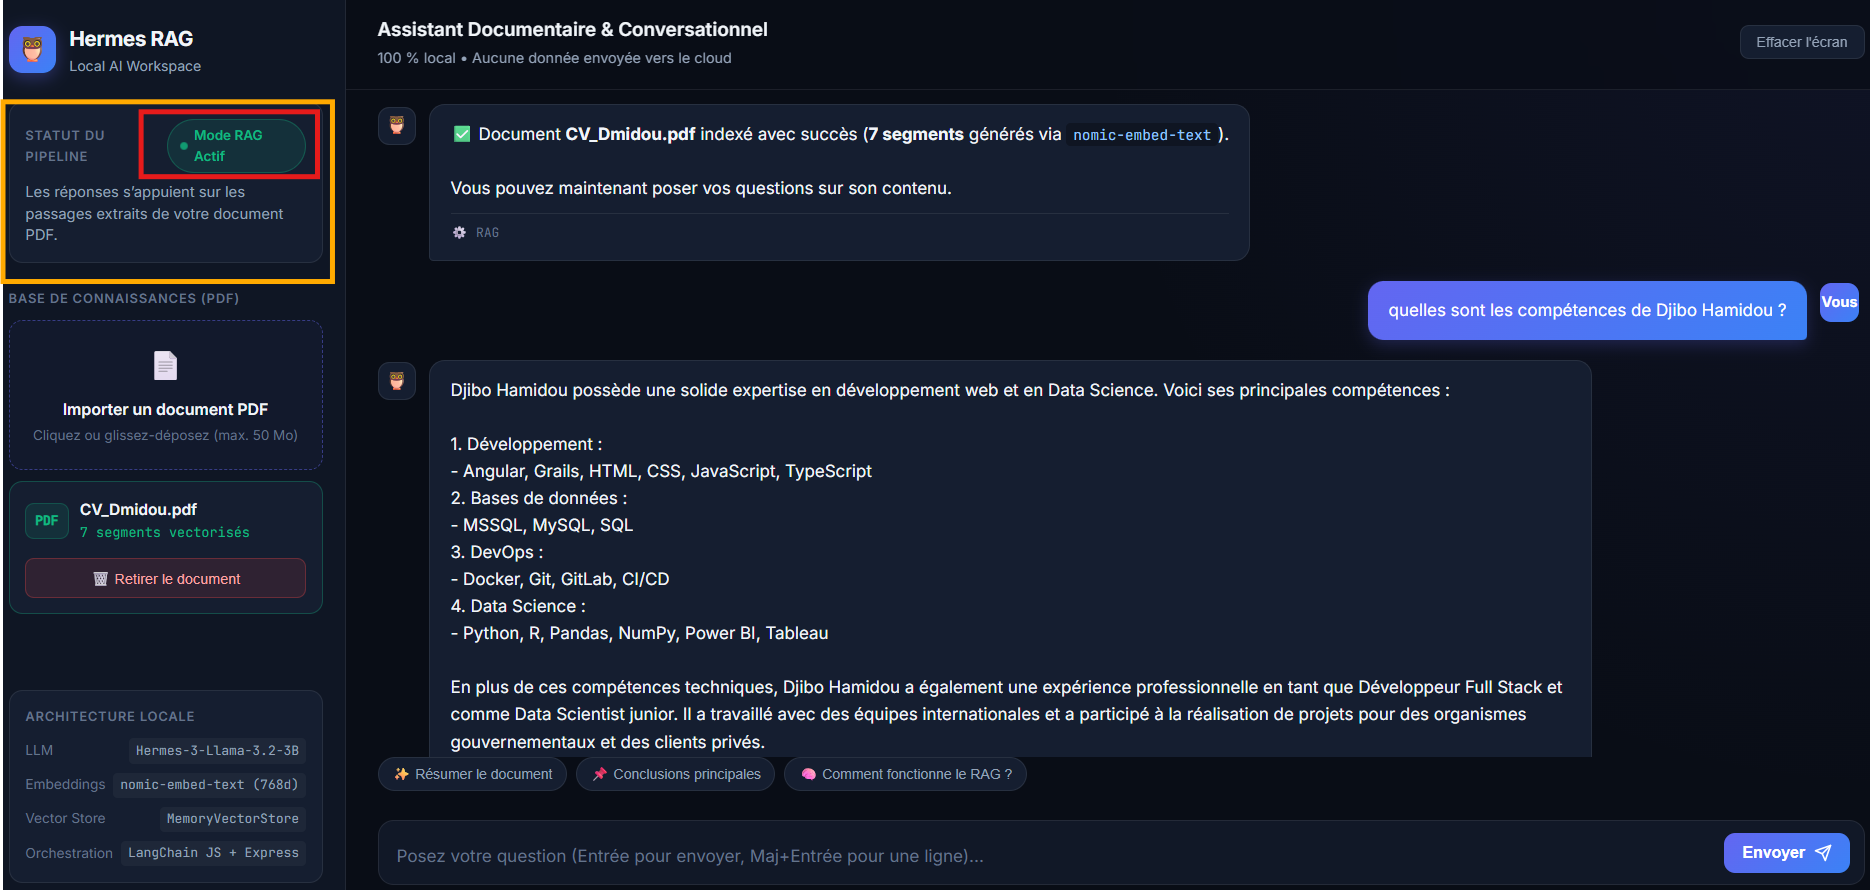 Hermes RAG
Local AI Workspace
STATUT DU
PIPELINE
Mode RAG
Actif
Les réponses s’appuient sur les
passages extraits de votre document
PDF.
BASE DE CONNAISSANCES (PDF)
Importer un document PDF
Cliquez ou glissez-déposez (max. 50 Mo)
PDF
CV_Dmidou.pdf
7 segments vectorisés
Retirer le document
ARCHITECTURE LOCALE
LLM Hermes-3-Llama-3.2-3B
Embeddings nomic-embed-text (768d)
Vector Store MemoryVectorStore
Orchestration LangChain JS + Express
Assistant Documentaire & Conversationnel
100 % local • Aucune donnée envoyée vers le cloud
Effacer l'écran
Document CV_Dmidou.pdf indexé avec succès (7 segments générés via nomic-embed-text ).
Vous pouvez maintenant poser vos questions sur son contenu.
RAG
quelles sont les compétences de Djibo Hamidou ?
Vous
Djibo Hamidou possède une solide expertise en développement web et en Data Science. Voici ses principales compétences :
1. Développement :
- Angular, Grails, HTML, CSS, JavaScript, TypeScript
2. Bases de données :
- MSSQL, MySQL, SQL
3. DevOps :
- Docker, Git, GitLab, CI/CD
4. Data Science :
- Python, R, Pandas, NumPy, Power BI, Tableau
En plus de ces compétences techniques, Djibo Hamidou a également une expérience professionnelle en tant que Développeur Full Stack et
comme Data Scientist junior. Il a travaillé avec des équipes internationales et a participé à la réalisation de projets pour des organismes
gouvernementaux et des clients privés.
Résumer le document
Conclusions principales
Comment fonctionne le RAG ?
Posez votre question (Entrée pour envoyer, Maj+Entrée pour une ligne)...
Envoyer